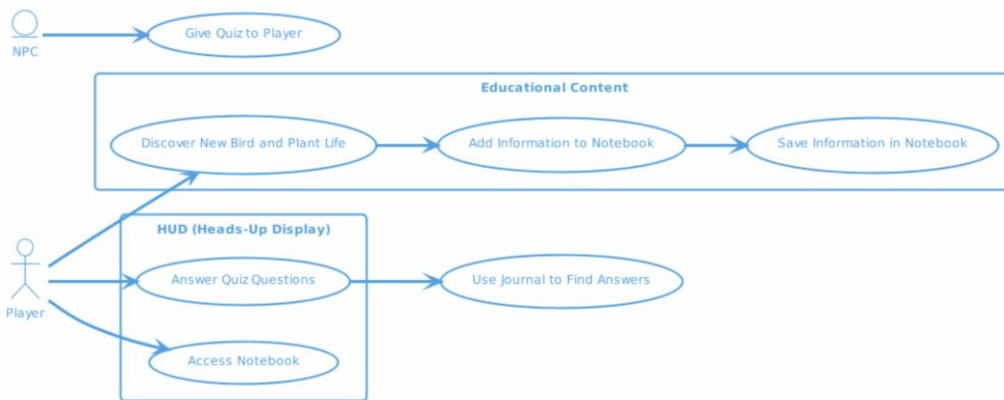 Give Quiz to Player
NPC
Educational Content
Discover New Bird and Plant Life
Add Information to Notebook
Save Information in Notebook
HUD (Heads-Up Display)
Answer Quiz Questions
Use Journal to Find Answers
Player
Access Notebook